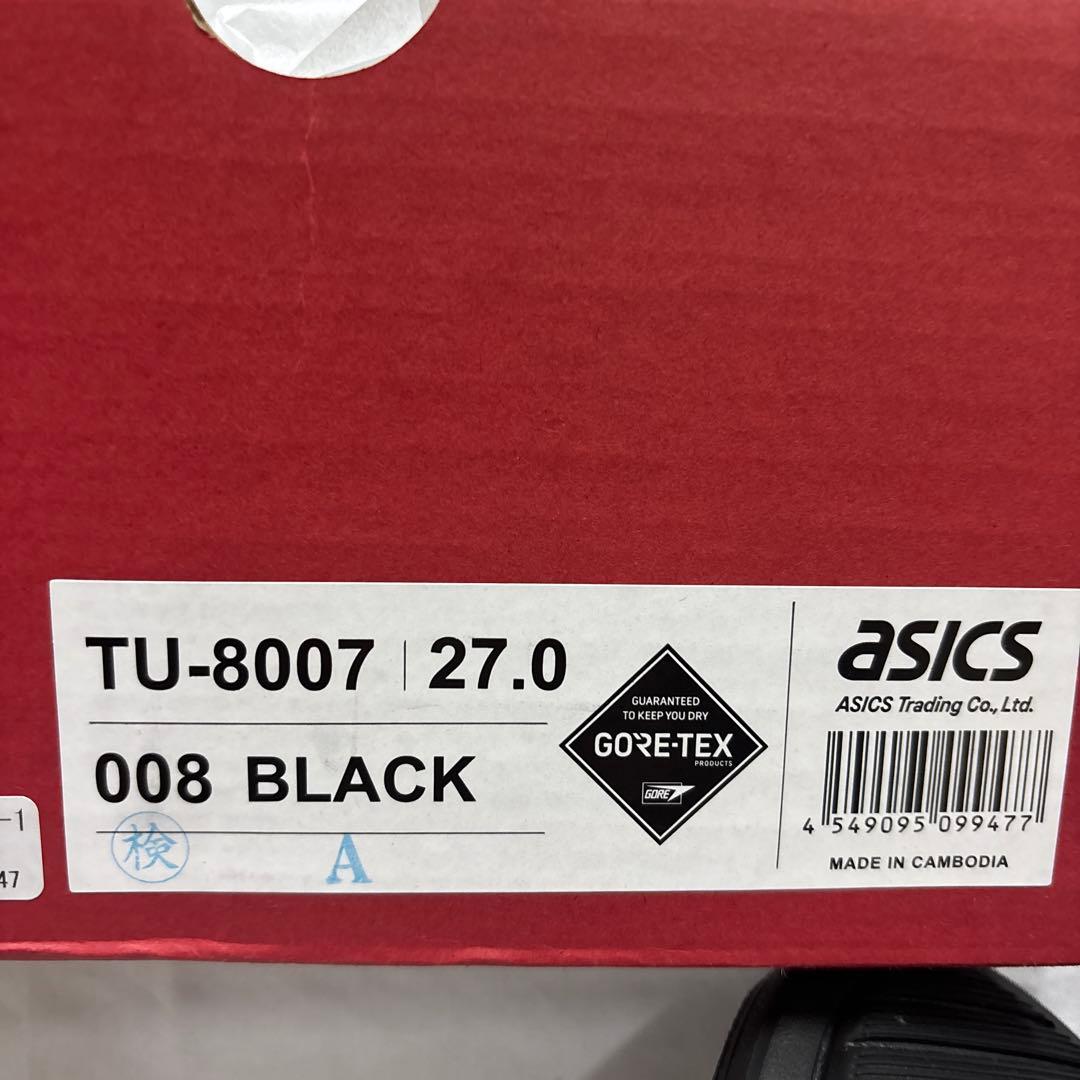 TU-8007 | 27.0
008 BLACK
検 A
GUARANTEED
TO KEEP YOU DRY
GORE-TEX
PRODUCTS
GORE
asics
ASICS Trading Co., Ltd.
4 549095 099477
MADE IN CAMBODIA
-1
47